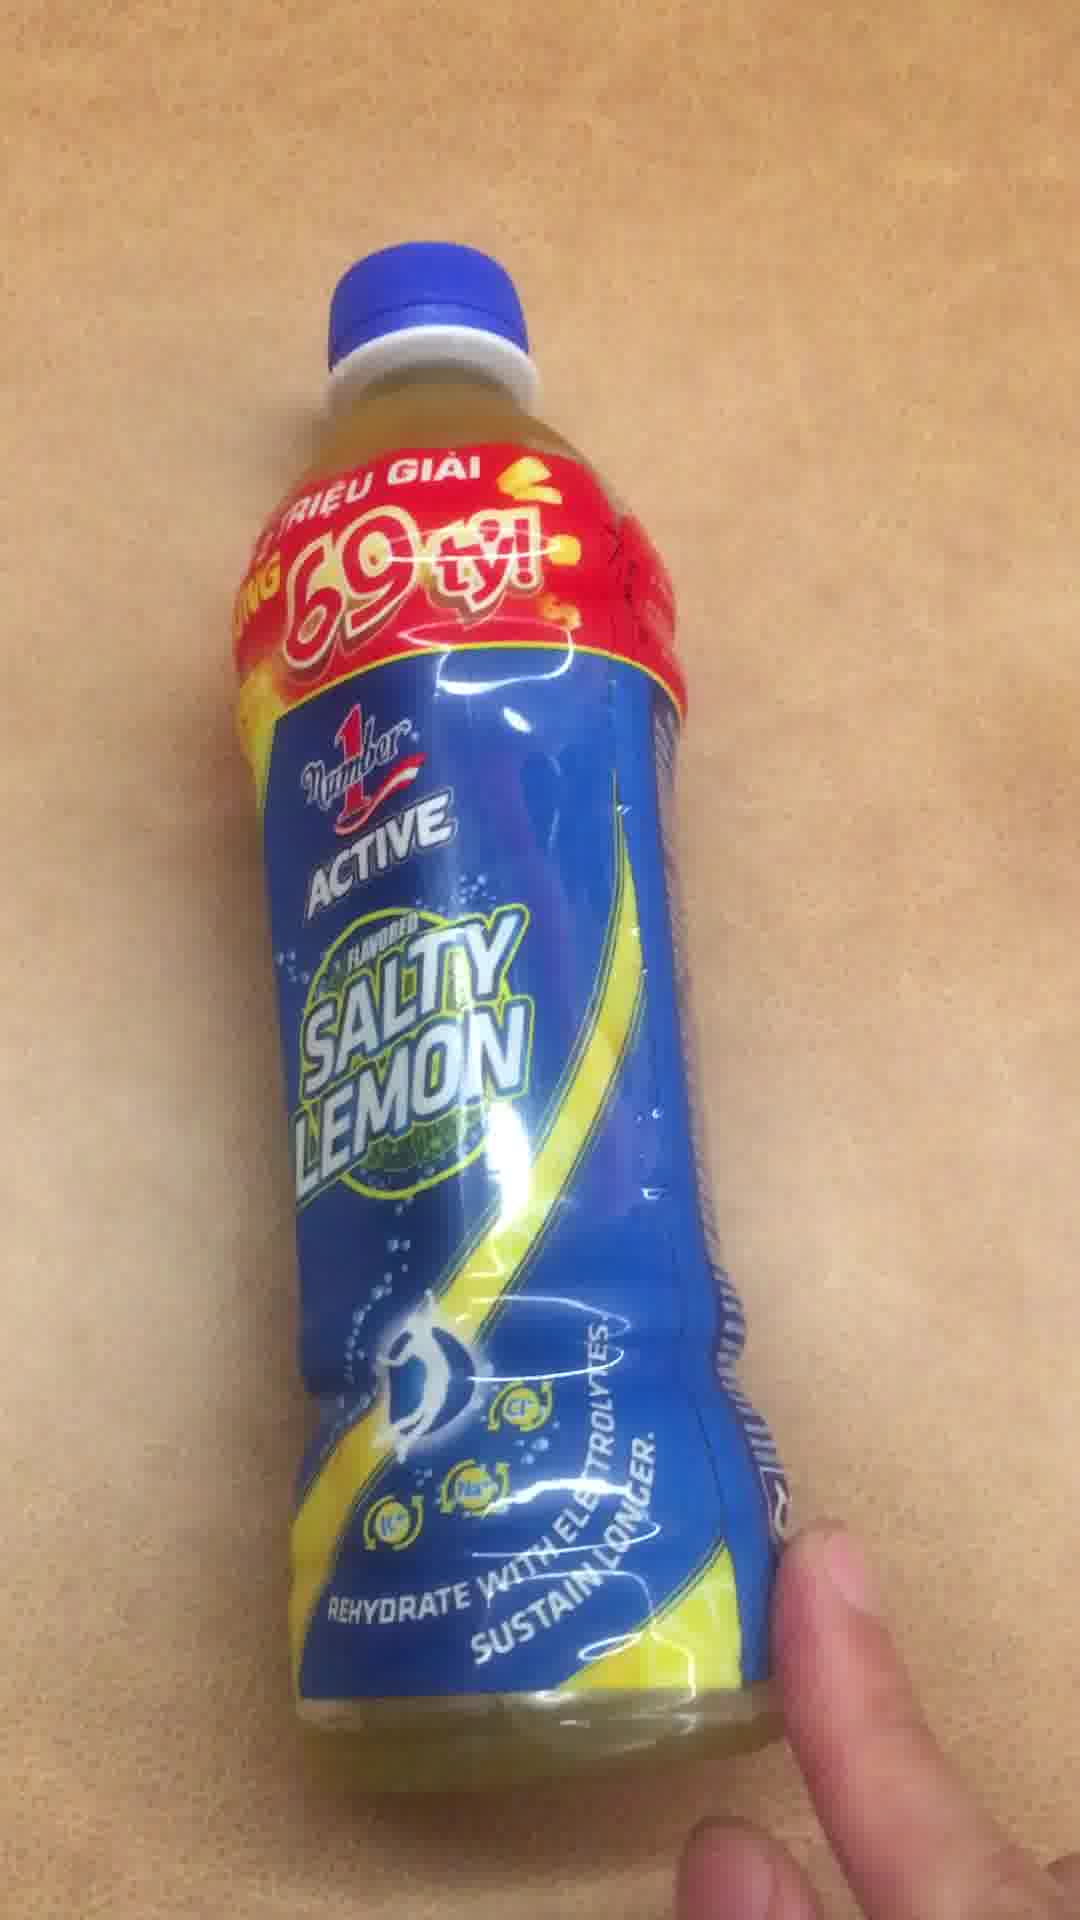 TRIỆU GIẢI
69 tỷ!
Number 1
ACTIVE
FLAVORED
SALTY
LEMON
Cl-
Na+
K+
REHYDRATE WITH ELECTROLYTES.
SUSTAIN LONGER.